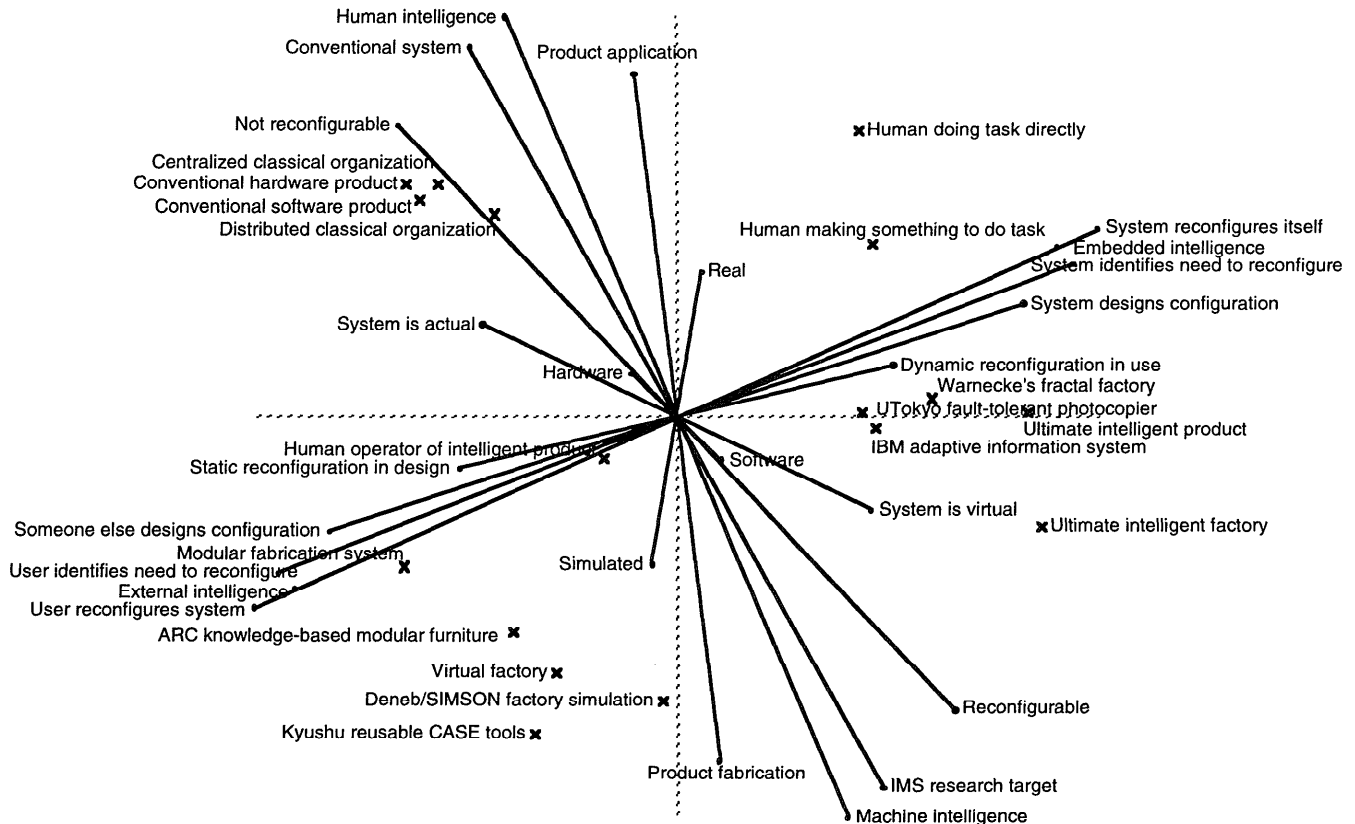 Human intelligence
Conventional system
Product application
Not reconfigurable
Human doing task directly
Centralized classical organization
Conventional hardware product
Conventional software product
Distributed classical organization
Human making something to do task
System reconfigures itself
Embedded intelligence
System identifies need to reconfigure
Real
System designs configuration
System is actual
Hardware
Dynamic reconfiguration in use
Warnecke's fractal factory
UTokyo fault-tolerant photocopier
Ultimate intelligent product
IBM adaptive information system
Human operator of intelligent product
Static reconfiguration in design
Software
System is virtual
Ultimate intelligent factory
Someone else designs configuration
Modular fabrication system
User identifies need to reconfigure
External intelligence
User reconfigures system
Simulated
ARC knowledge-based modular furniture
Virtual factory
Deneb/SIMSON factory simulation
Reconfigurable
Kyushu reusable CASE tools
Product fabrication
IMS research target
Machine intelligence